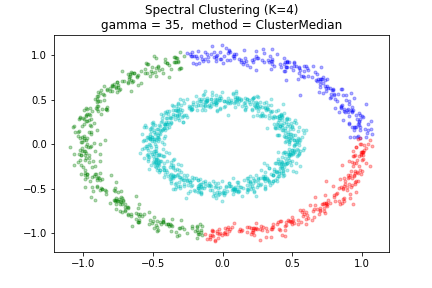 Spectral Clustering (K=4)
gamma = 35,  method = ClusterMedian
1.0
0.5
0.0
−0.5
−1.0
−1.0 −0.5 0.0 0.5 1.0